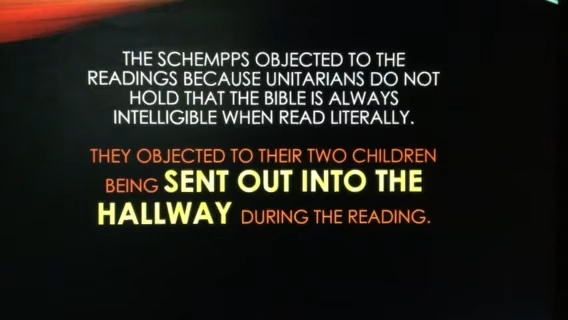 THE SCHEMPPS OBJECTED TO THE
READINGS BECAUSE UNITARIANS DO NOT
HOLD THAT THE BIBLE IS ALWAYS
INTELLIGIBLE WHEN READ LITERALLY.
THEY OBJECTED TO THEIR TWO CHILDREN
BEING SENT OUT INTO THE
HALLWAY DURING THE READING.